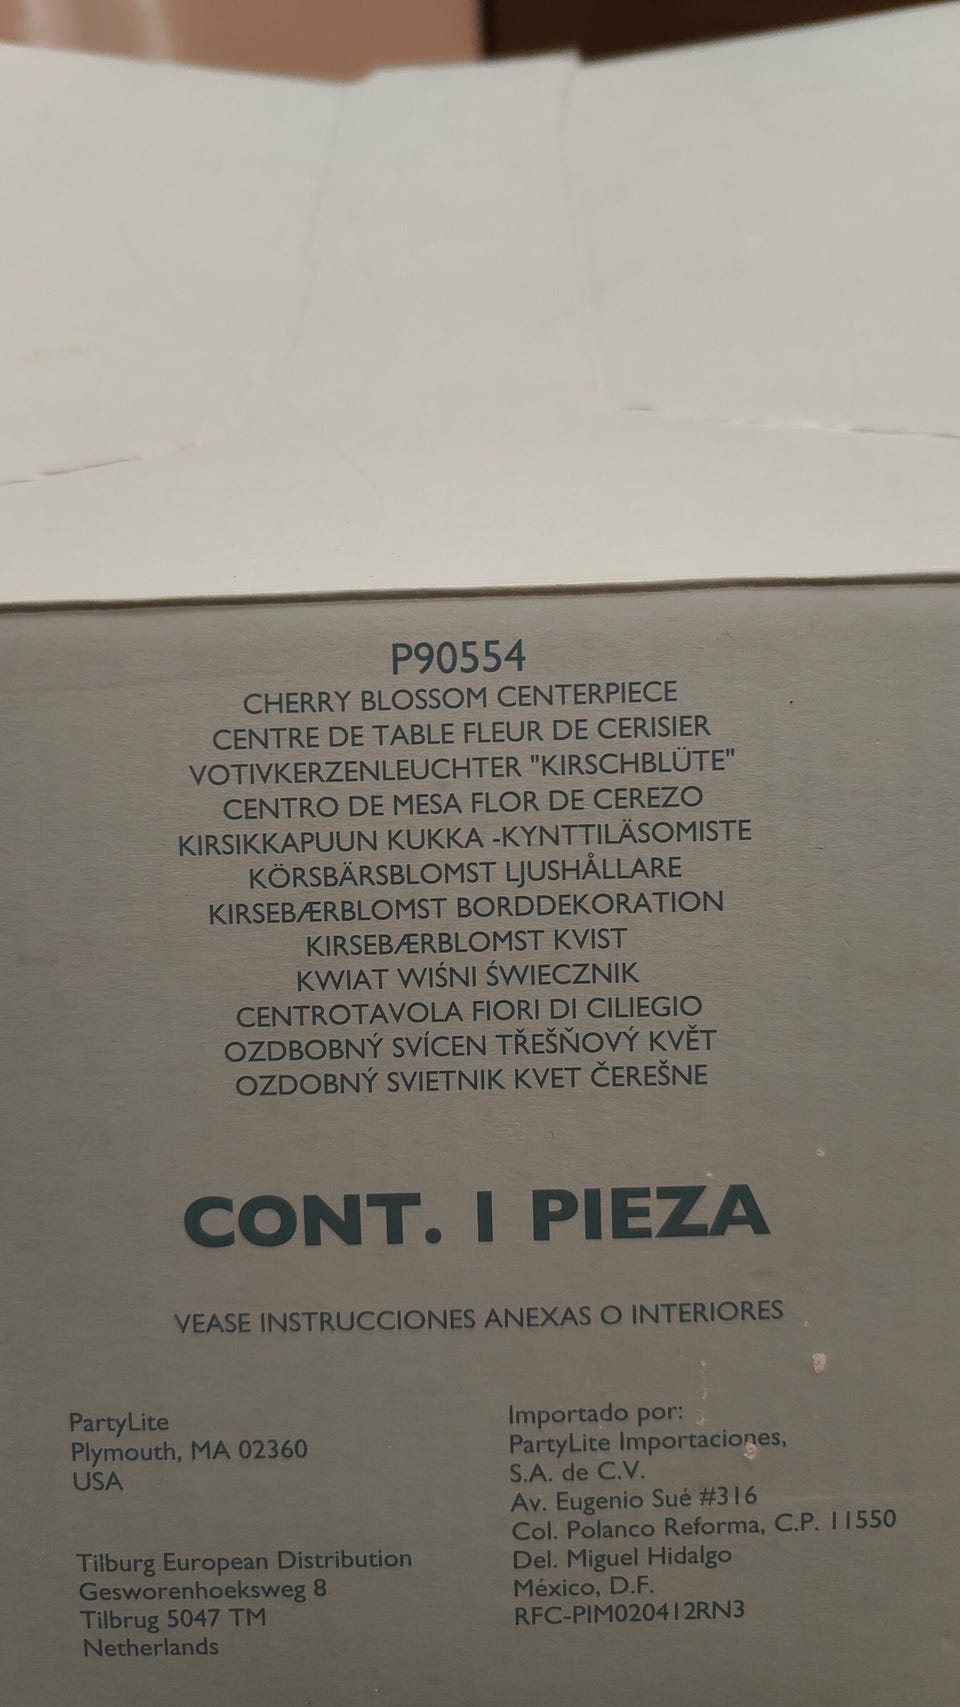 P90554
CHERRY BLOSSOM CENTERPIECE
CENTRE DE TABLE FLEUR DE CERISIER
VOTIVKERZENLEUCHTER "KIRSCHBLÜTE"
CENTRO DE MESA FLOR DE CEREZO
KIRSIKKAPUUN KUKKA -KYNTTILÄSOMISTE
KÖRSBÄRSBLOMST LJUSHÅLLARE
KIRSEBÆRBLOMST BORDDEKORATION
KIRSEBÆRBLOMST KVIST
KWIAT WIŚNI ŚWIECZNIK
CENTROTAVOLA FIORI DI CILIEGIO
OZDBOBNÝ SVÍCEN TŘEŠŇOVÝ KVĚT
OZDOBNÝ SVIETNIK KVET ČEREŠNE
CONT. 1 PIEZA
VEASE INSTRUCCIONES ANEXAS O INTERIORES
PartyLite
Plymouth, MA 02360
USA
Tilburg European Distribution
Gesworenhoeksweg 8
Tilbrug 5047 TM
Netherlands
Importado por:
PartyLite Importaciones,
S.A. de C.V.
Av. Eugenio Sué #316
Col. Polanco Reforma, C.P. 11550
Del. Miguel Hidalgo
México, D.F.
RFC-PIM020412RN3